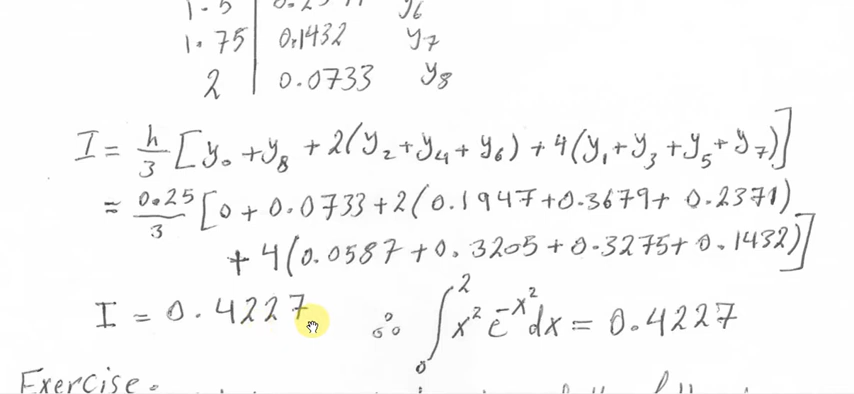 1.75 | 0.1432 y7
2 | 0.0733 y8
I = h/3 [y0 + y8 + 2(y2 + y4 + y6) + 4(y1 + y3 + y5 + y7)]
= 0.25/3 [0 + 0.0733 + 2(0.1947 + 0.3679 + 0.2371)
+ 4(0.0587 + 0.3205 + 0.3275 + 0.1432)]
I = 0.4227 ∴ ∫₀² x² e^-x² dx = 0.4227
Exercise.